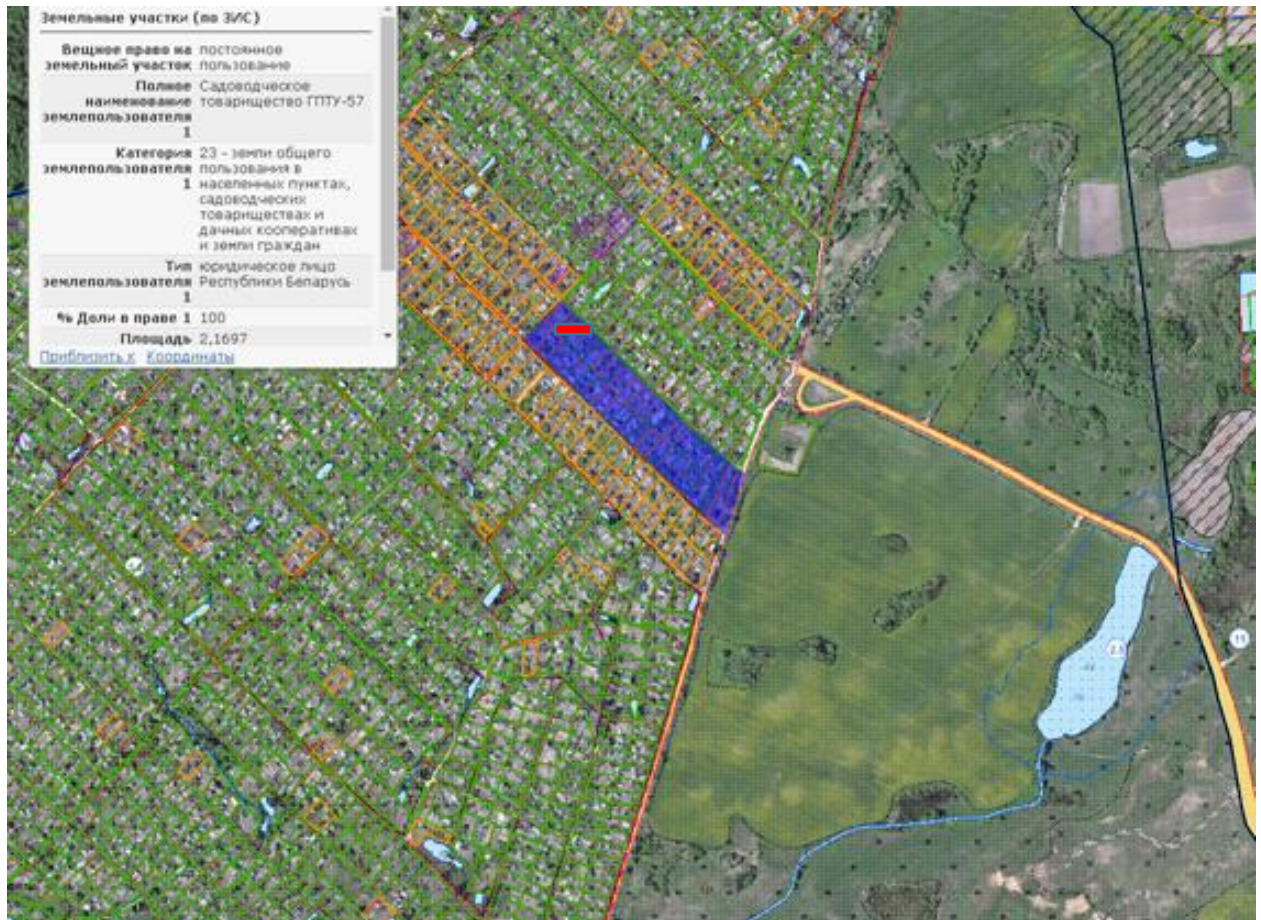 Земельные участки (по ЗИС)
Вещное право на постоянное
земельный участок пользование
Полное Садоводческое
наименование товарищество ГПТУ-57
землепользователя
1
Категория 23 - земли общего
землепользователя пользования в
1 населенных пунктах,
садоводческих
товариществах и
дачных кооперативах
и земли граждан
Тип юридическое лицо
землепользователя Республики Беларусь
1
% Доли в праве 1 100
Площадь 2,1697
Приблизить к Координаты
11